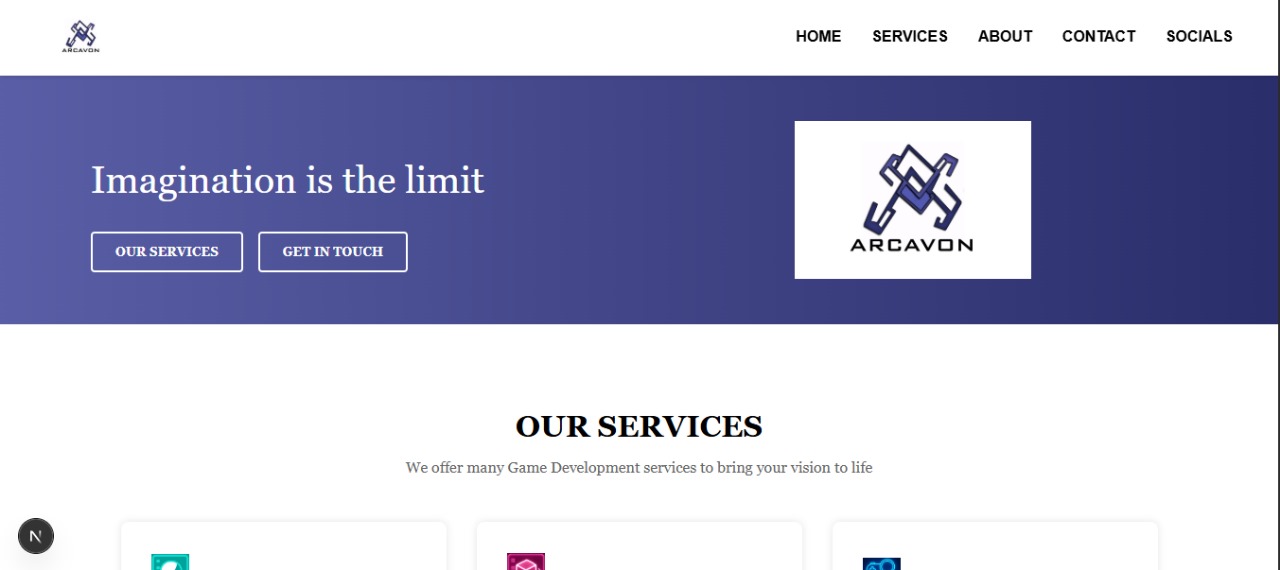 ARCAVON
HOME SERVICES ABOUT CONTACT SOCIALS
Imagination is the limit
OUR SERVICES GET IN TOUCH
ARCAVON
OUR SERVICES
We offer many Game Development services to bring your vision to life
N